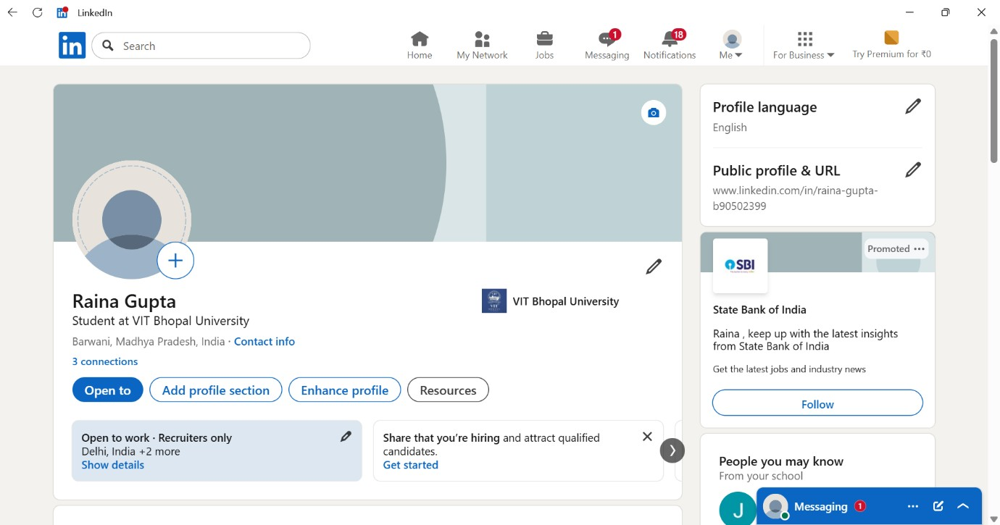 LinkedIn
in
Search
Home
My Network
Jobs
1
Messaging
18
Notifications
Me
For Business
Try Premium for ₹0
Raina Gupta
Student at VIT Bhopal University
Barwani, Madhya Pradesh, India · Contact info
3 connections
VIT
VIT Bhopal University
Open to
Add profile section
Enhance profile
Resources
Open to work · Recruiters only
Delhi, India +2 more
Show details
Share that you're hiring and attract qualified
candidates.
Get started
Profile language
English
Public profile & URL
www.linkedin.com/in/raina-gupta-
b90502399
Promoted
SBI
State Bank of India
Raina , keep up with the latest insights
from State Bank of India
Get the latest jobs and industry news
Follow
People you may know
From your school
J
Messaging 1